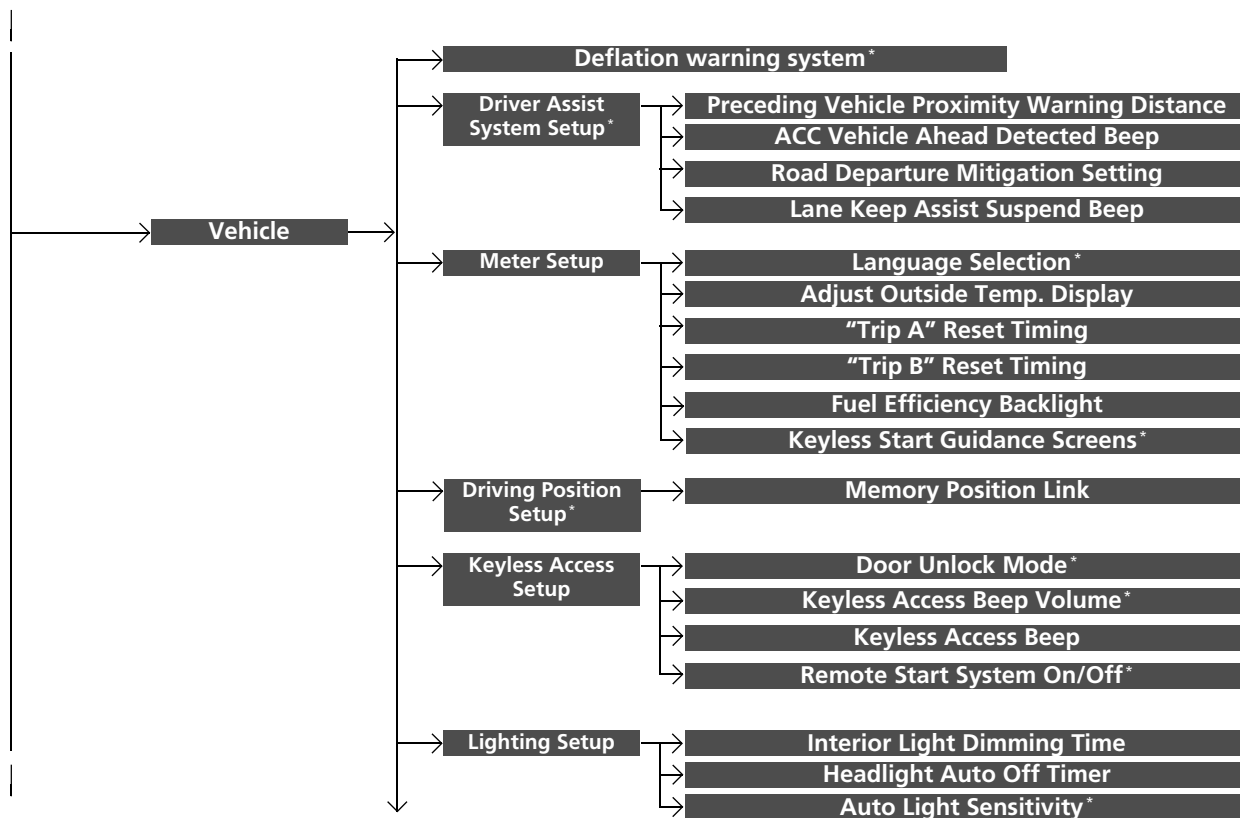 Deflation warning system*
Driver Assist
System Setup*
Preceding Vehicle Proximity Warning Distance
ACC Vehicle Ahead Detected Beep
Road Departure Mitigation Setting
Lane Keep Assist Suspend Beep
Vehicle
Meter Setup
Language Selection*
Adjust Outside Temp. Display
“Trip A” Reset Timing
“Trip B” Reset Timing
Fuel Efficiency Backlight
Keyless Start Guidance Screens*
Driving Position
Setup*
Memory Position Link
Keyless Access
Setup
Door Unlock Mode*
Keyless Access Beep Volume*
Keyless Access Beep
Remote Start System On/Off*
Lighting Setup
Interior Light Dimming Time
Headlight Auto Off Timer
Auto Light Sensitivity*